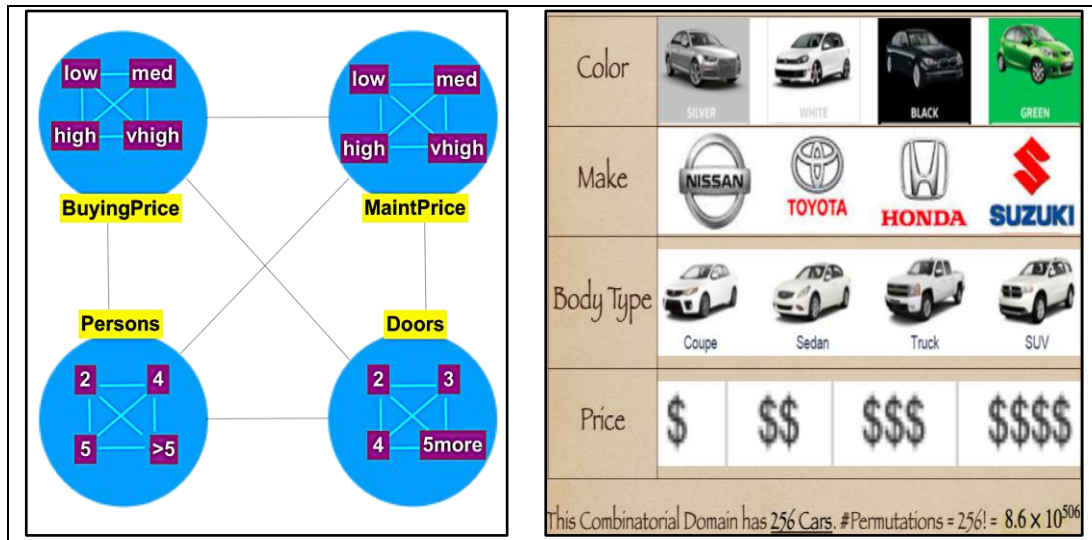 low med
high vhigh
BuyingPrice
low med
high vhigh
MaintPrice
Persons
2 4
5 >5
Doors
2 3
4 5more
Color
SILVER
WHITE
BLACK
GREEN
Make
NISSAN
TOYOTA
HONDA
SUZUKI
Body Type
Coupe
Sedan
Truck
SUV
Price
$
$$
$$$
$$$$
This Combinatorial Domain has 256 Cars. #Permutations = 256! = 8.6 x 10^506